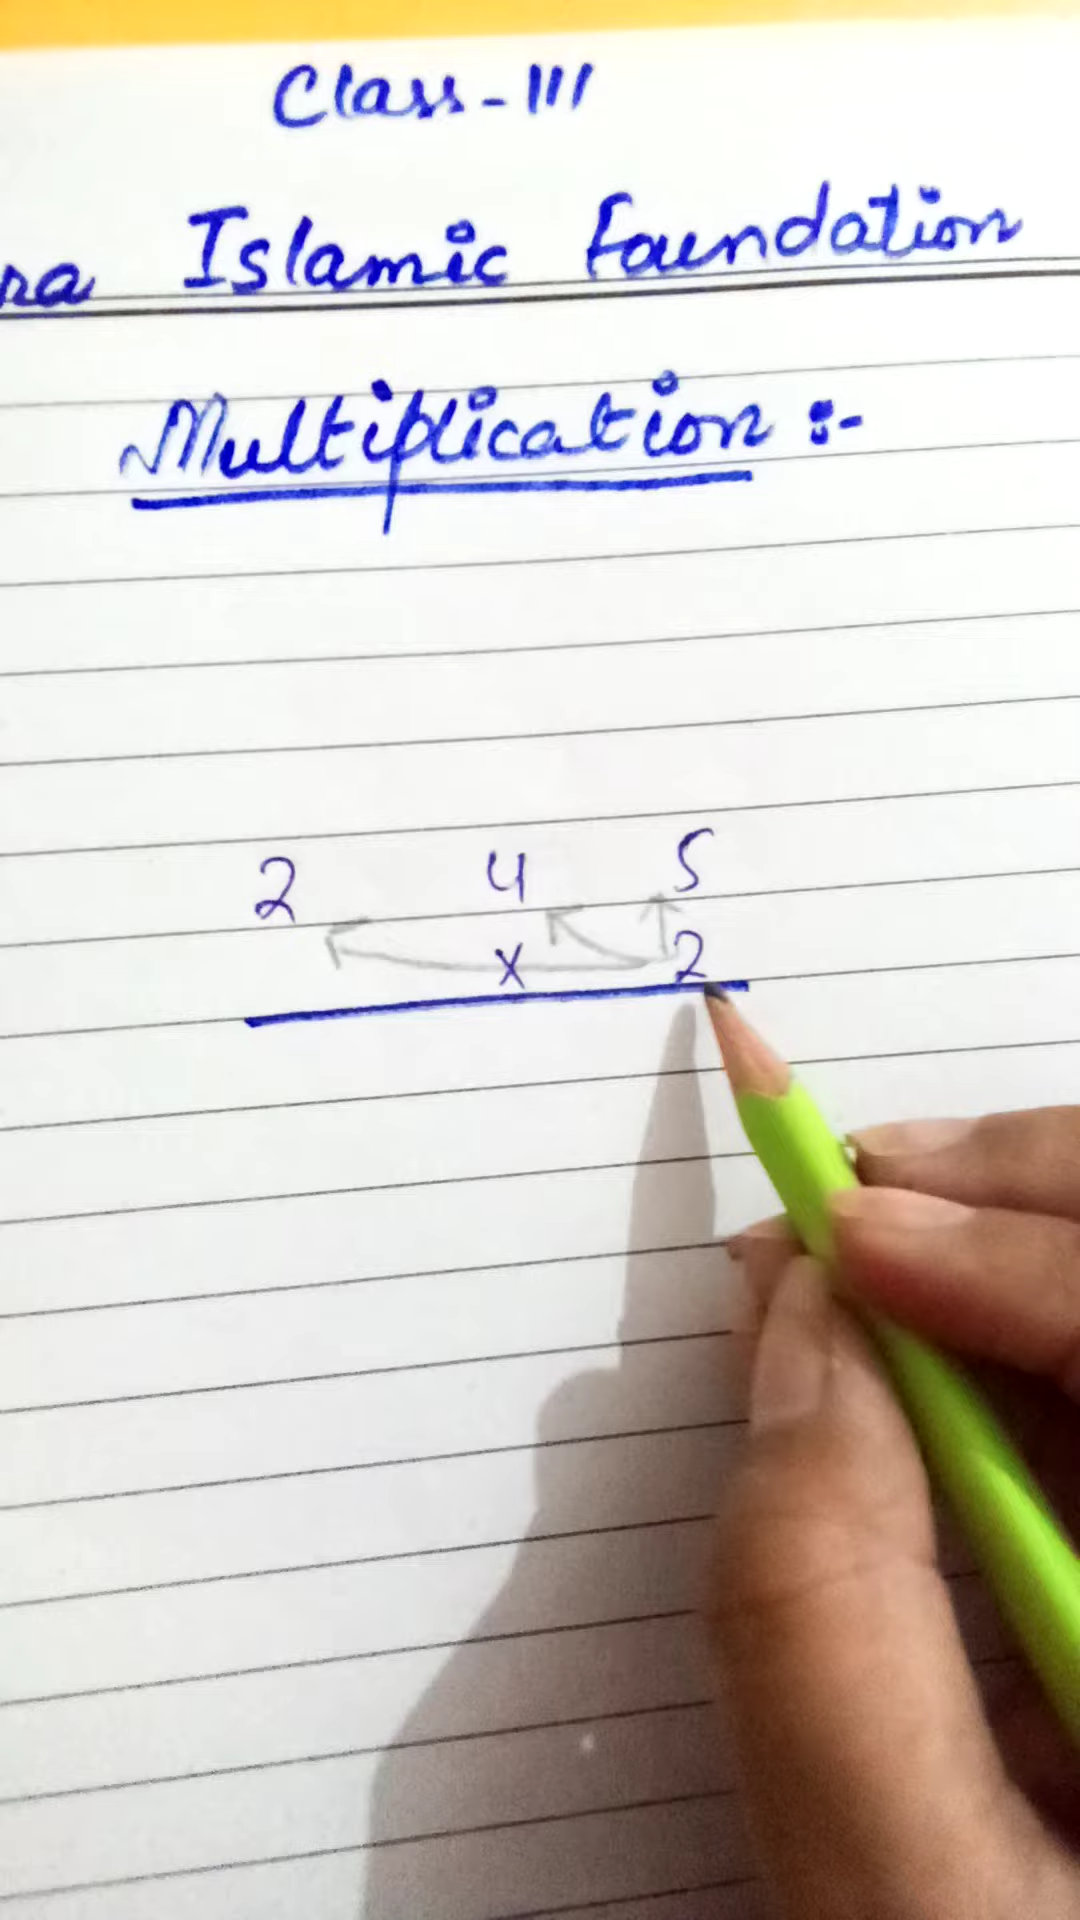 Class - III
Islamic Foundation
Multiplication :-
2 4 5
x 2